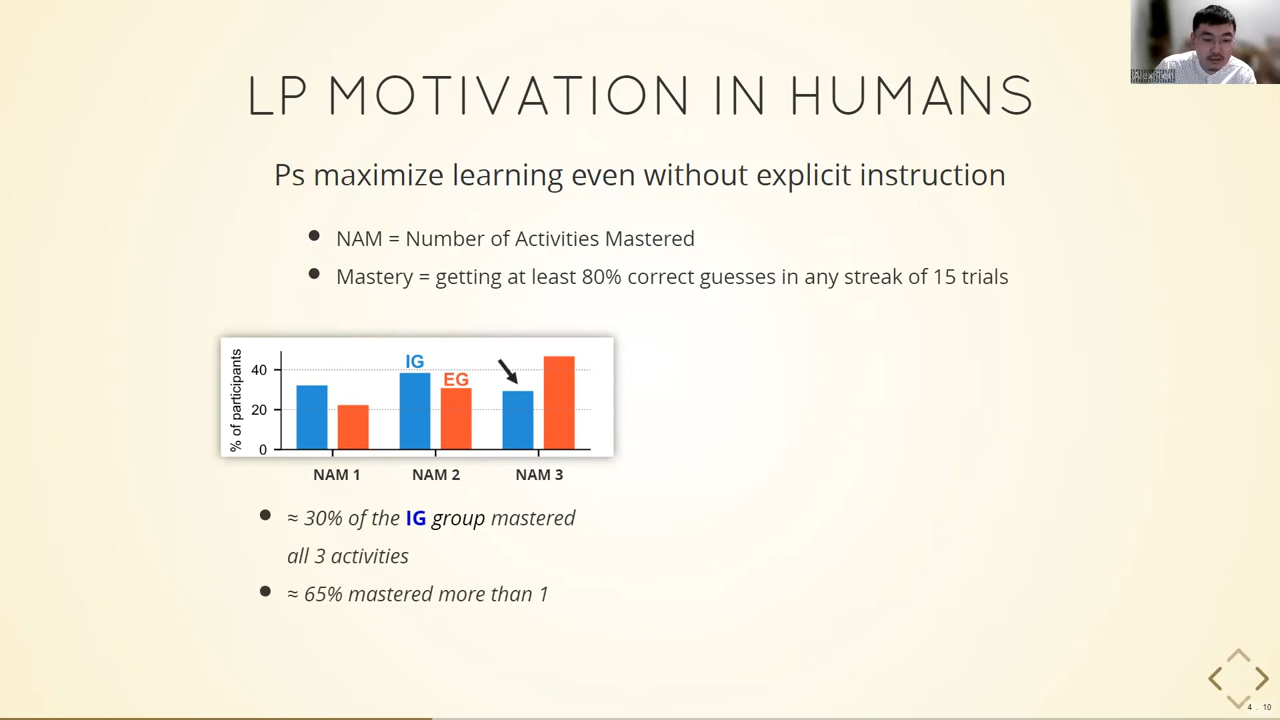 LP MOTIVATION IN HUMANS
Ps maximize learning even without explicit instruction
NAM = Number of Activities Mastered
Mastery = getting at least 80% correct guesses in any streak of 15 trials
% of participants
40
20
0
IG
EG
NAM 1
NAM 2
NAM 3
≈ 30% of the IG group mastered
all 3 activities
≈ 65% mastered more than 1
4 . 10